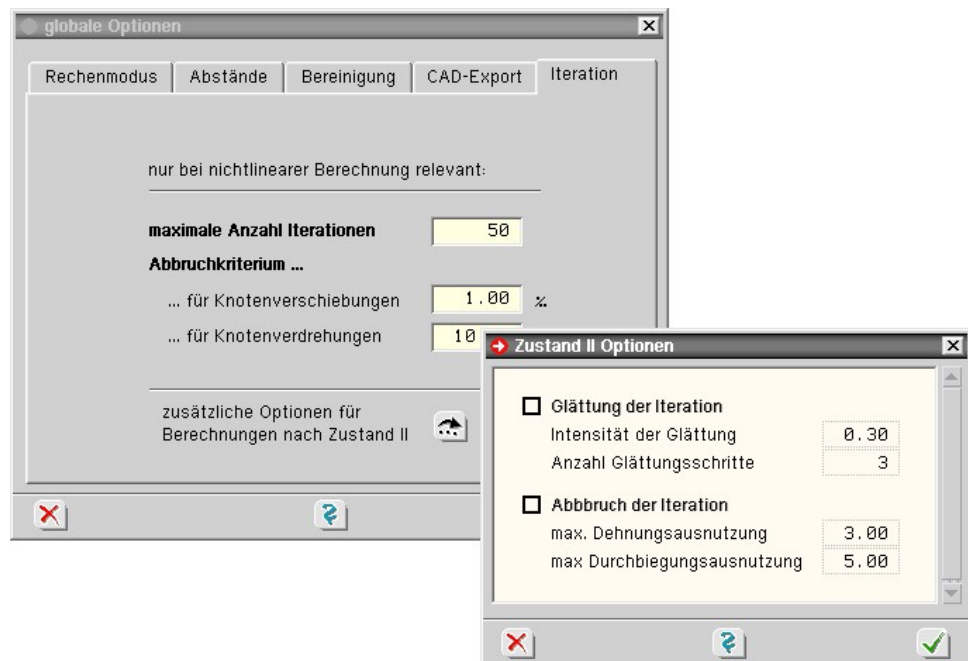 globale Optionen
Rechenmodus Abstände Bereinigung CAD-Export Iteration
nur bei nichtlinearer Berechnung relevant:
maximale Anzahl Iterationen 50
Abbruchkriterium ...
... für Knotenverschiebungen 1.00 %
... für Knotenverdrehungen 10
zusätzliche Optionen für
Berechnungen nach Zustand II
Zustand II Optionen
Glättung der Iteration
Intensität der Glättung 0.30
Anzahl Glättungsschritte 3
Abbbruch der Iteration
max. Dehnungsausnutzung 3.00
max Durchbiegungsausnutzung 5.00